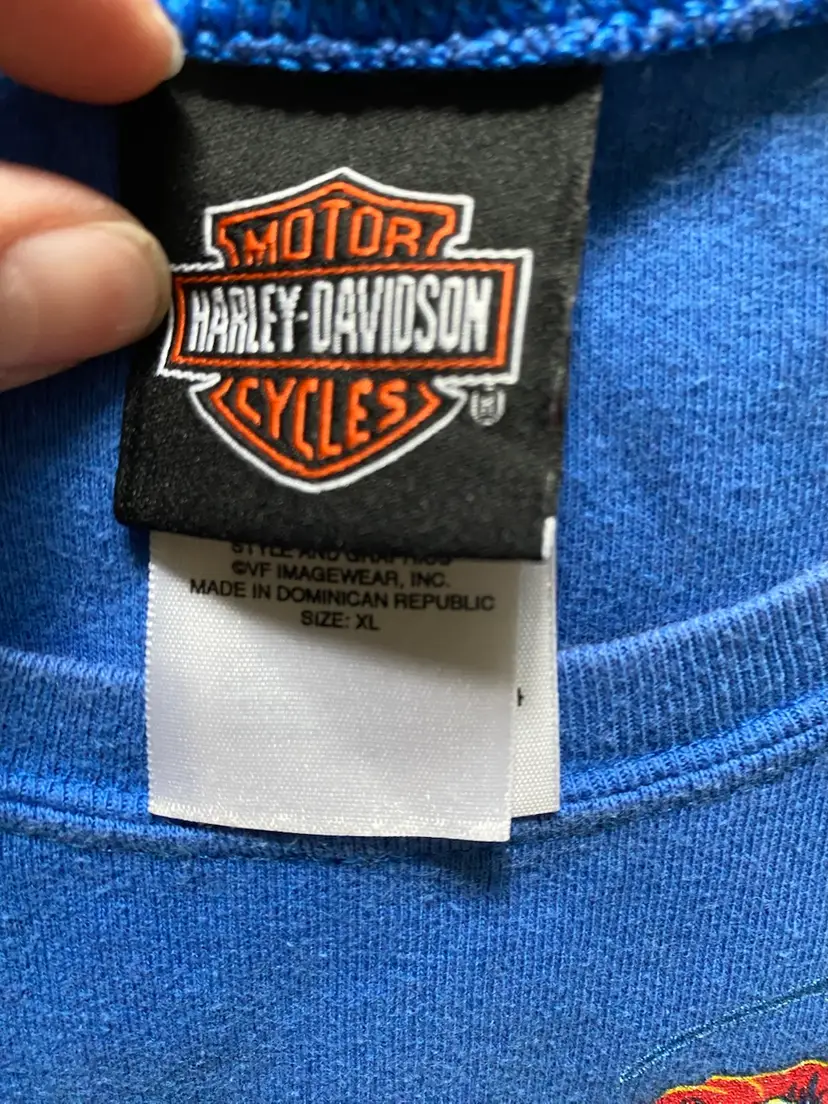 MOTOR
HARLEY-DAVIDSON
CYCLES
®
STYLE AND GRAPHICS
©VF IMAGEWEAR, INC.
MADE IN DOMINICAN REPUBLIC
SIZE: XL